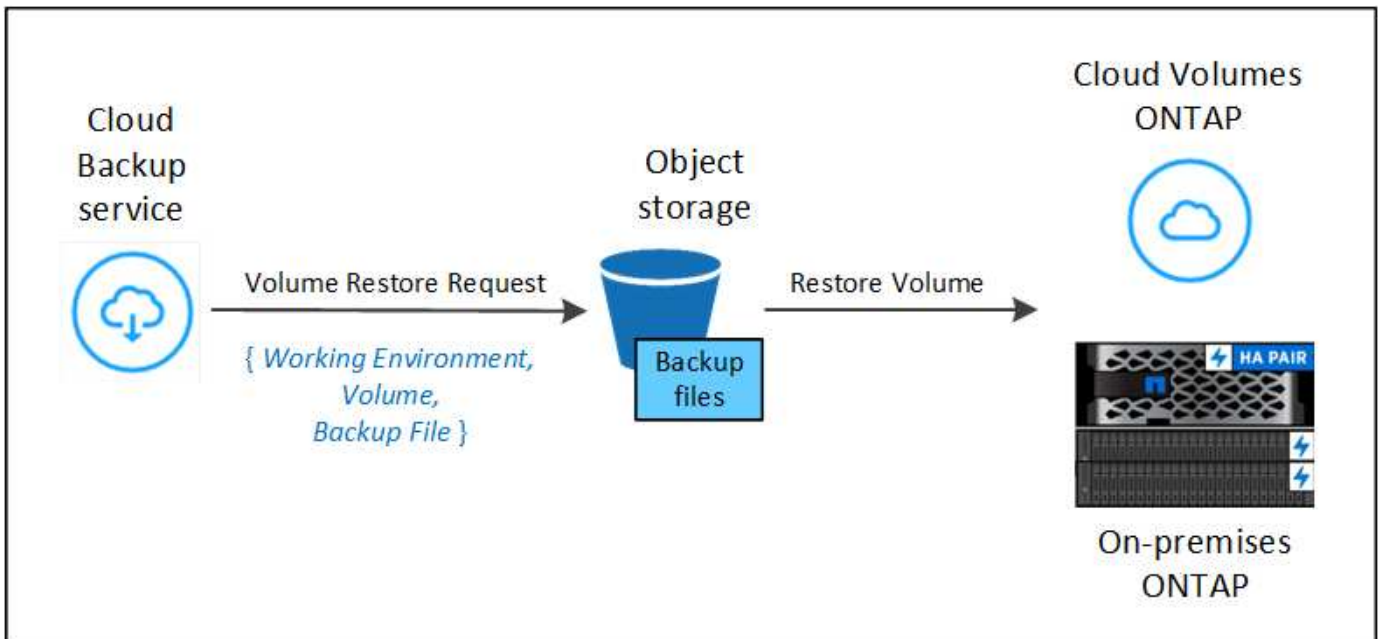 Cloud
Backup
service
Volume Restore Request
{ Working Environment,
Volume,
Backup File }
Object
storage
Backup
files
Restore Volume
Cloud Volumes
ONTAP
HA PAIR
On-premises
ONTAP